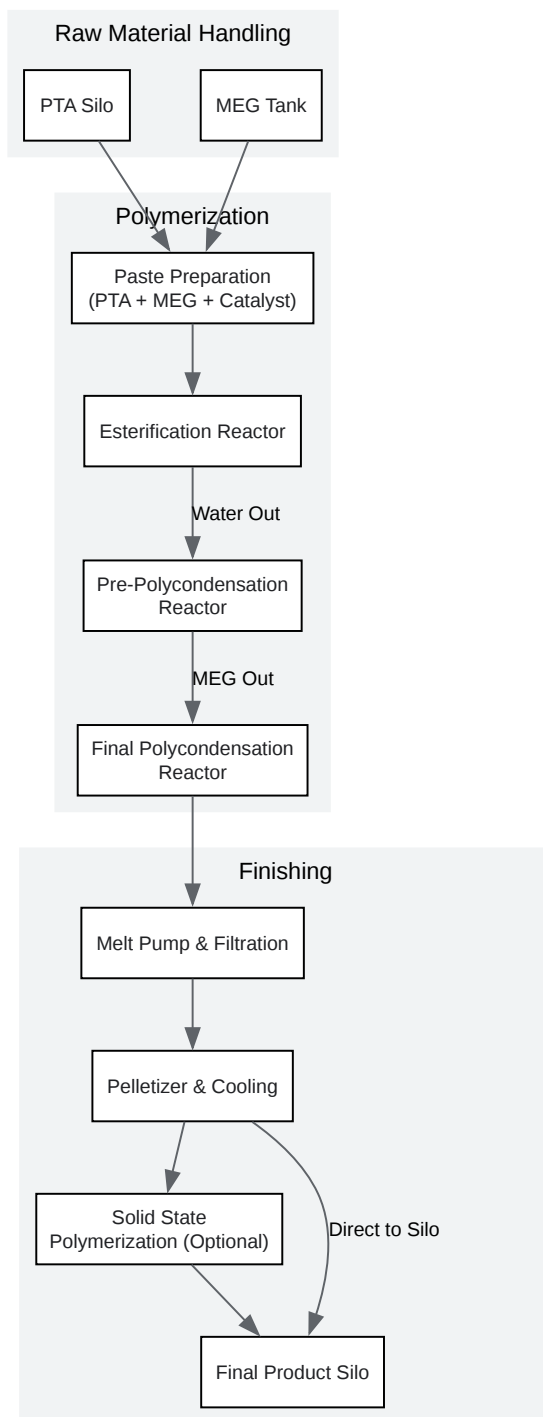 Raw Material Handling
PTA Silo
MEG Tank
Polymerization
Paste Preparation
(PTA + MEG + Catalyst)
Esterification Reactor
Water Out
Pre-Polycondensation
Reactor
MEG Out
Final Polycondensation
Reactor
Finishing
Melt Pump & Filtration
Pelletizer & Cooling
Solid State
Polymerization (Optional)
Direct to Silo
Final Product Silo